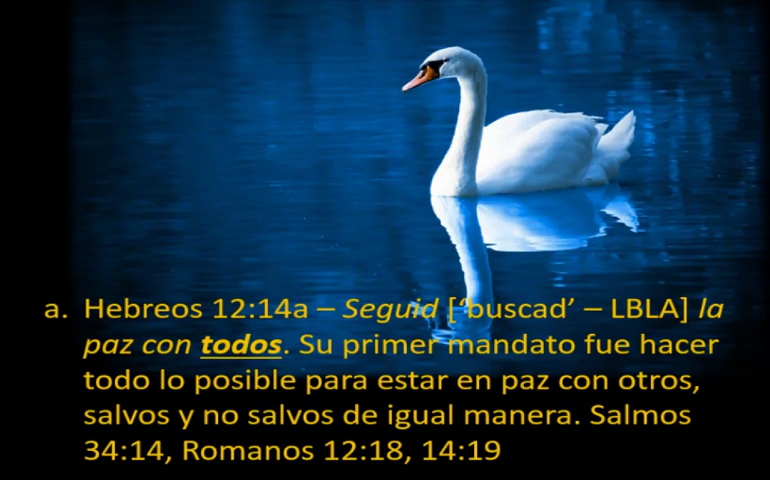 a. Hebreos 12:14a – Seguid [‘buscad’ – LBLA] la
paz con todos. Su primer mandato fue hacer
todo lo posible para estar en paz con otros,
salvos y no salvos de igual manera. Salmos
34:14, Romanos 12:18, 14:19